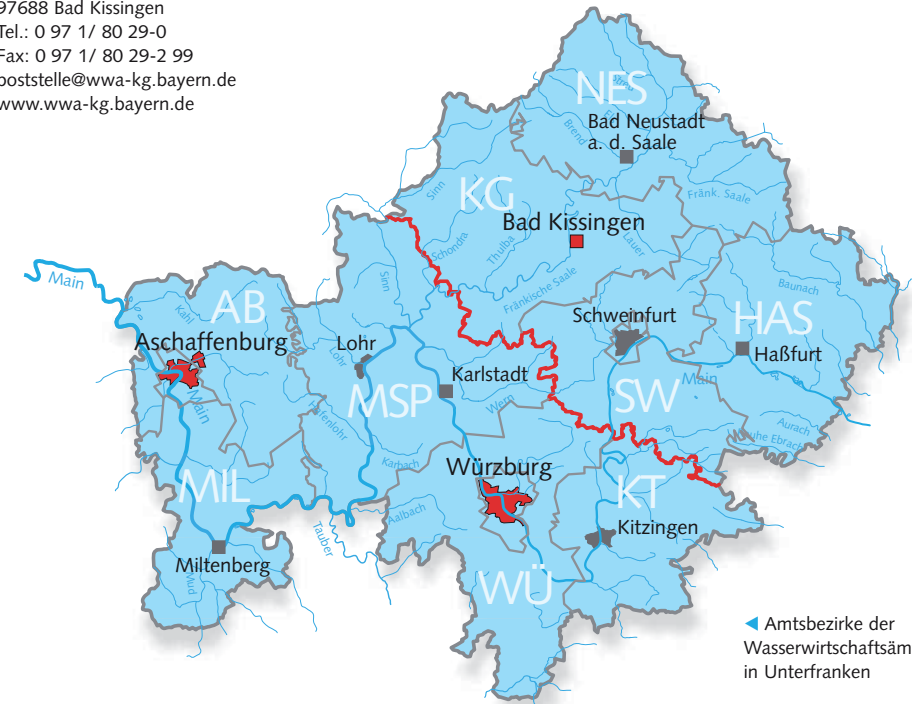 97688 Bad Kissingen
Tel.: 0 97 1/ 80 29-0
Fax: 0 97 1/ 80 29-2 99
poststelle@wwa-kg.bayern.de
www.wwa-kg.bayern.de
NES
Brend
Bad Neustadt
a. d. Saale
Fränk. Saale
KG
Sinn
Bad Kissingen
Schondra
Thulba
Lauer
Fränkische Saale
Main
AB
Kahl
Aschaffenburg
Main
Sinn
Lohr
Lohr
Hafenlohr
MSP
Karlstadt
Wern
Schweinfurt
HAS
Baunach
Haßfurt
SW
Main
Aurach
Rauhe Ebrach
MIL
Karbach
Aalbach
Würzburg
KT
Kitzingen
Tauber
Miltenberg
Mud
WÜ
◄ Amtsbezirke der
Wasserwirtschaftsäm
in Unterfranken